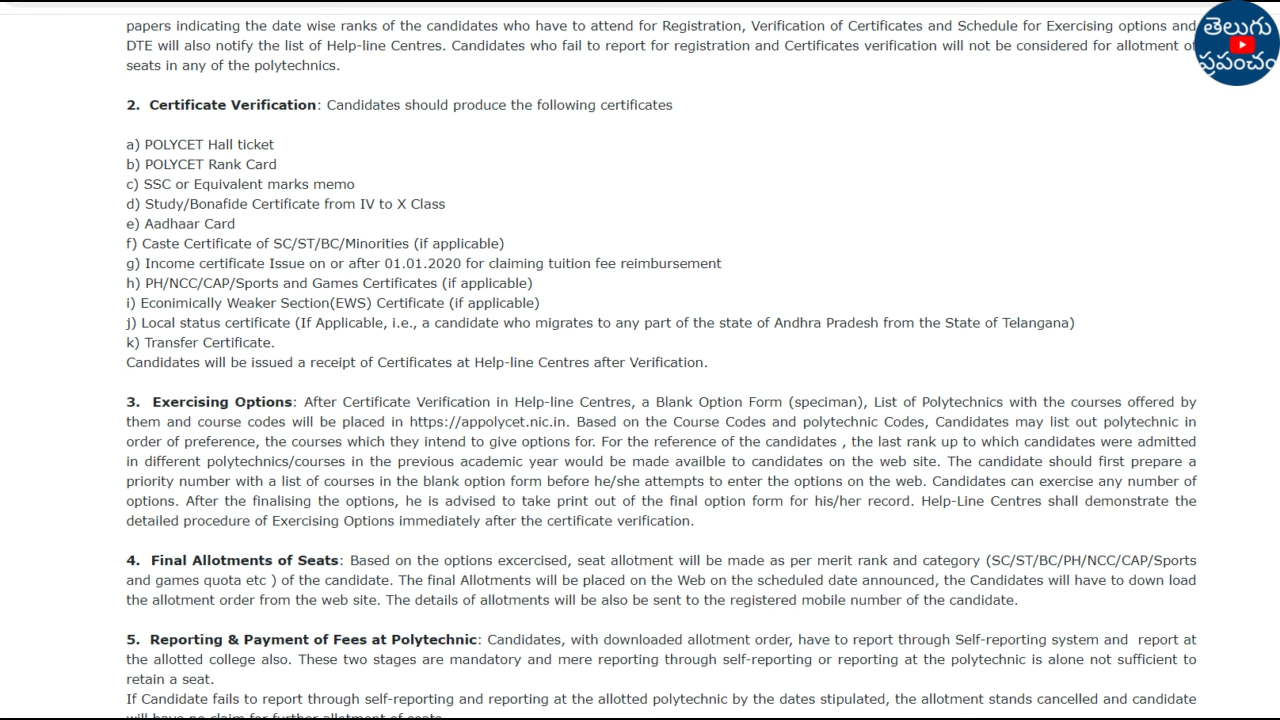 papers indicating the date wise ranks of the candidates who have to attend for Registration, Verification of Certificates and Schedule for Exercising options and
DTE will also notify the list of Help-line Centres. Candidates who fail to report for registration and Certificates verification will not be considered for allotment of
seats in any of the polytechnics.
తెలుగు
ప్రపంచం
2. Certificate Verification: Candidates should produce the following certificates
a) POLYCET Hall ticket
b) POLYCET Rank Card
c) SSC or Equivalent marks memo
d) Study/Bonafide Certificate from IV to X Class
e) Aadhaar Card
f) Caste Certificate of SC/ST/BC/Minorities (if applicable)
g) Income certificate Issue on or after 01.01.2020 for claiming tuition fee reimbursement
h) PH/NCC/CAP/Sports and Games Certificates (if applicable)
i) Econimically Weaker Section(EWS) Certificate (if applicable)
j) Local status certificate (If Applicable, i.e., a candidate who migrates to any part of the state of Andhra Pradesh from the State of Telangana)
k) Transfer Certificate.
Candidates will be issued a receipt of Certificates at Help-line Centres after Verification.
3. Exercising Options: After Certificate Verification in Help-line Centres, a Blank Option Form (speciman), List of Polytechnics with the courses offered by
them and course codes will be placed in https://appolycet.nic.in. Based on the Course Codes and polytechnic Codes, Candidates may list out polytechnic in
order of preference, the courses which they intend to give options for. For the reference of the candidates , the last rank up to which candidates were admitted
in different polytechnics/courses in the previous academic year would be made availble to candidates on the web site. The candidate should first prepare a
priority number with a list of courses in the blank option form before he/she attempts to enter the options on the web. Candidates can exercise any number of
options. After the finalising the options, he is advised to take print out of the final option form for his/her record. Help-Line Centres shall demonstrate the
detailed procedure of Exercising Options immediately after the certificate verification.
4. Final Allotments of Seats: Based on the options excercised, seat allotment will be made as per merit rank and category (SC/ST/BC/PH/NCC/CAP/Sports
and games quota etc ) of the candidate. The final Allotments will be placed on the Web on the scheduled date announced, the Candidates will have to down load
the allotment order from the web site. The details of allotments will be also be sent to the registered mobile number of the candidate.
5. Reporting & Payment of Fees at Polytechnic: Candidates, with downloaded allotment order, have to report through Self-reporting system and report at
the allotted college also. These two stages are mandatory and mere reporting through self-reporting or reporting at the polytechnic is alone not sufficient to
retain a seat.
If Candidate fails to report through self-reporting and reporting at the allotted polytechnic by the dates stipulated, the allotment stands cancelled and candidate
will have no claim for further allotment of seats.